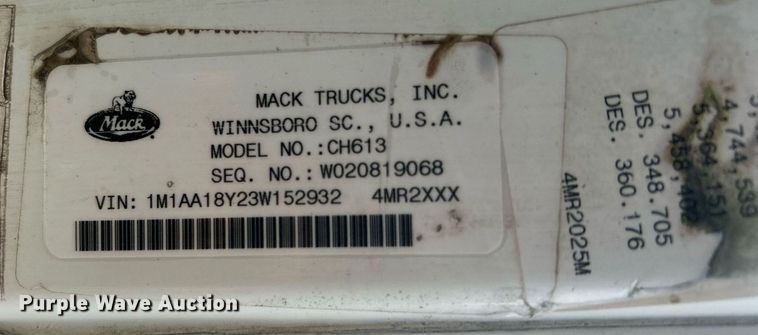 Mack
MACK TRUCKS, INC.
WINNSBORO SC., U.S.A.
MODEL NO.:CH613
SEQ. NO.: W020819068
VIN: 1M1AA18Y23W152932 4MR2XXX
4MR2025M
4,744,539
5,364,151
5,458,402
DES. 348.705
DES. 360.176
Purple Wave Auction